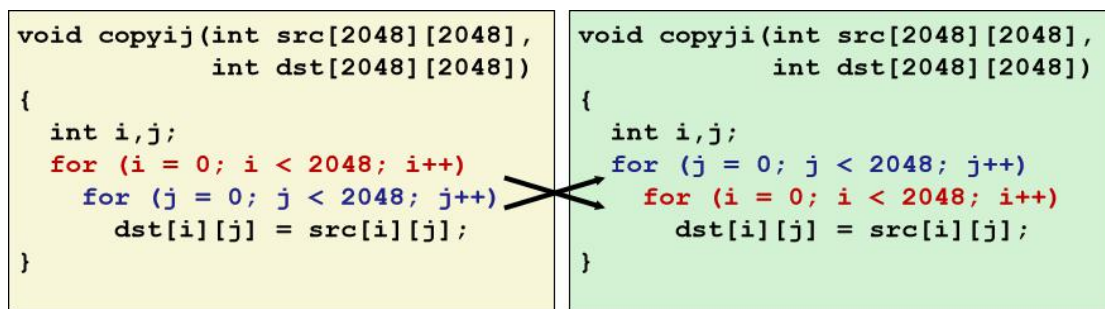 void copyij(int src[2048][2048],
            int dst[2048][2048])
{
  int i,j;
  for (i = 0; i < 2048; i++)
    for (j = 0; j < 2048; j++)
      dst[i][j] = src[i][j];
}
void copyji(int src[2048][2048],
            int dst[2048][2048])
{
  int i,j;
  for (j = 0; j < 2048; j++)
    for (i = 0; i < 2048; i++)
      dst[i][j] = src[i][j];
}